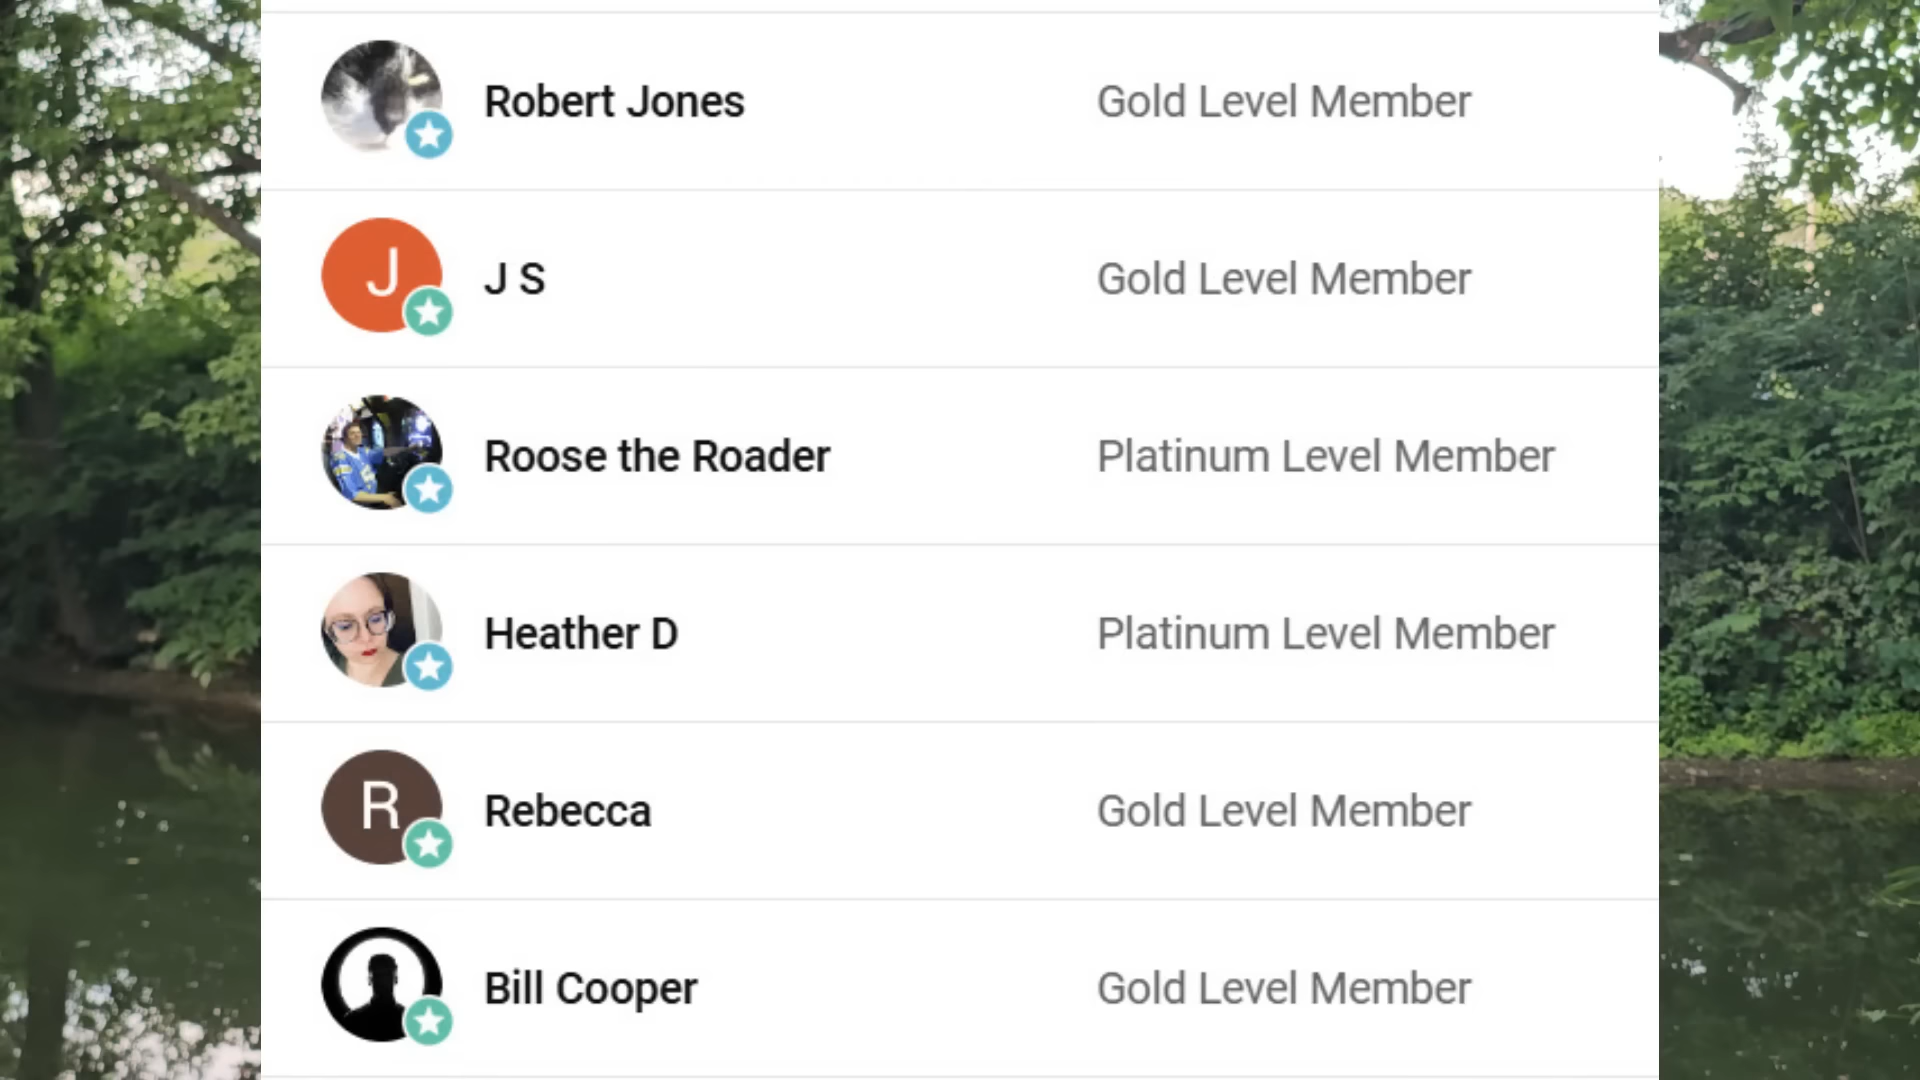 Robert Jones Gold Level Member
J
J S Gold Level Member
Roose the Roader Platinum Level Member
Heather D Platinum Level Member
R
Rebecca Gold Level Member
Bill Cooper Gold Level Member